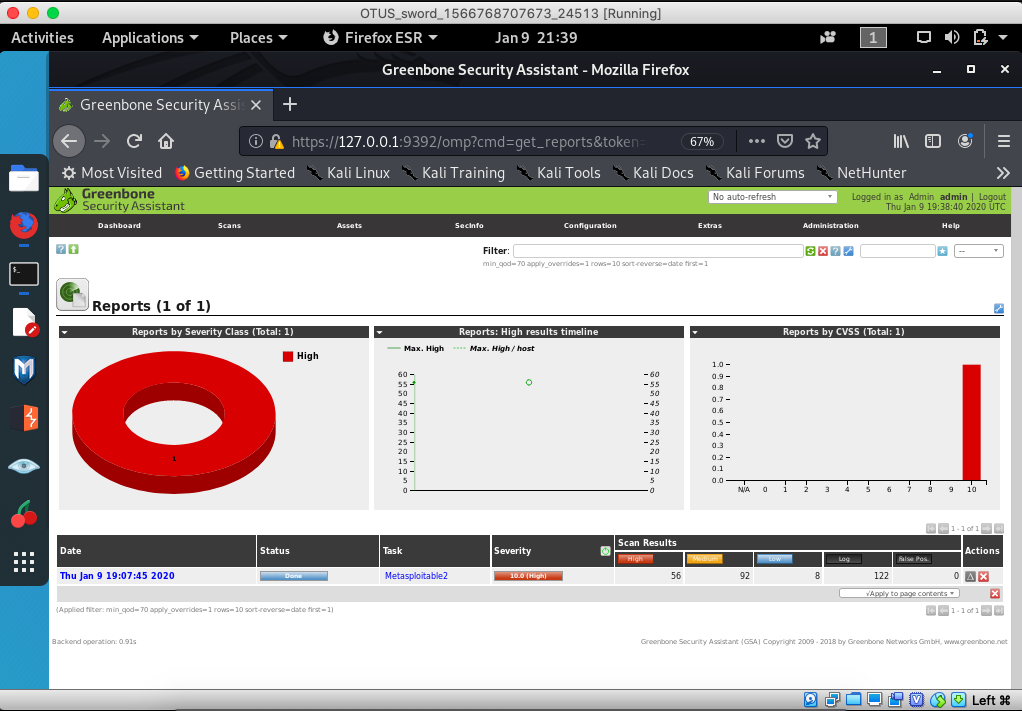 OTUS_sword_1566768707673_24513 [Running]
Activities Applications Places Firefox ESR Jan 9 21:39 1
Greenbone Security Assistant - Mozilla Firefox
Greenbone Security Assis
https://127.0.0.1:9392/omp?cmd=get_reports&token= 67%
Most Visited Getting Started Kali Linux Kali Training Kali Tools Kali Docs Kali Forums NetHunter
Greenbone
Security Assistant
No auto-refresh
Logged in as Admin admin | Logout
Thu Jan 9 19:38:40 2020 UTC
Dashboard Scans Assets SecInfo Configuration Extras Administration Help
Filter: --
min_qod=70 apply_overrides=1 rows=10 sort-reverse=date first=1
Reports (1 of 1)
Reports by Severity Class (Total: 1)
High
1
Reports: High results timeline
Max. High Max. High / host
60 60
55 55
50 50
45 45
40 40
35 35
30 30
25 25
20 20
15 15
10 10
5 5
0 0
Reports by CVSS (Total: 1)
1.0
0.9
0.8
0.7
0.6
0.5
0.4
0.3
0.2
0.1
0.0
N/A 0 1 2 3 4 5 6 7 8 9 10
1 - 1 of 1
Date Status Task Severity Scan Results Actions
High Medium Low Log False Pos.
Thu Jan 9 19:07:45 2020 Done Metasploitable2 10.0 (High) 56 92 8 122 0
√Apply to page contents
(Applied filter: min_qod=70 apply_overrides=1 rows=10 sort-reverse=date first=1)
1 - 1 of 1
Backend operation: 0.91s
Greenbone Security Assistant (GSA) Copyright 2009 - 2018 by Greenbone Networks GmbH, www.greenbone.net
Left ⌘